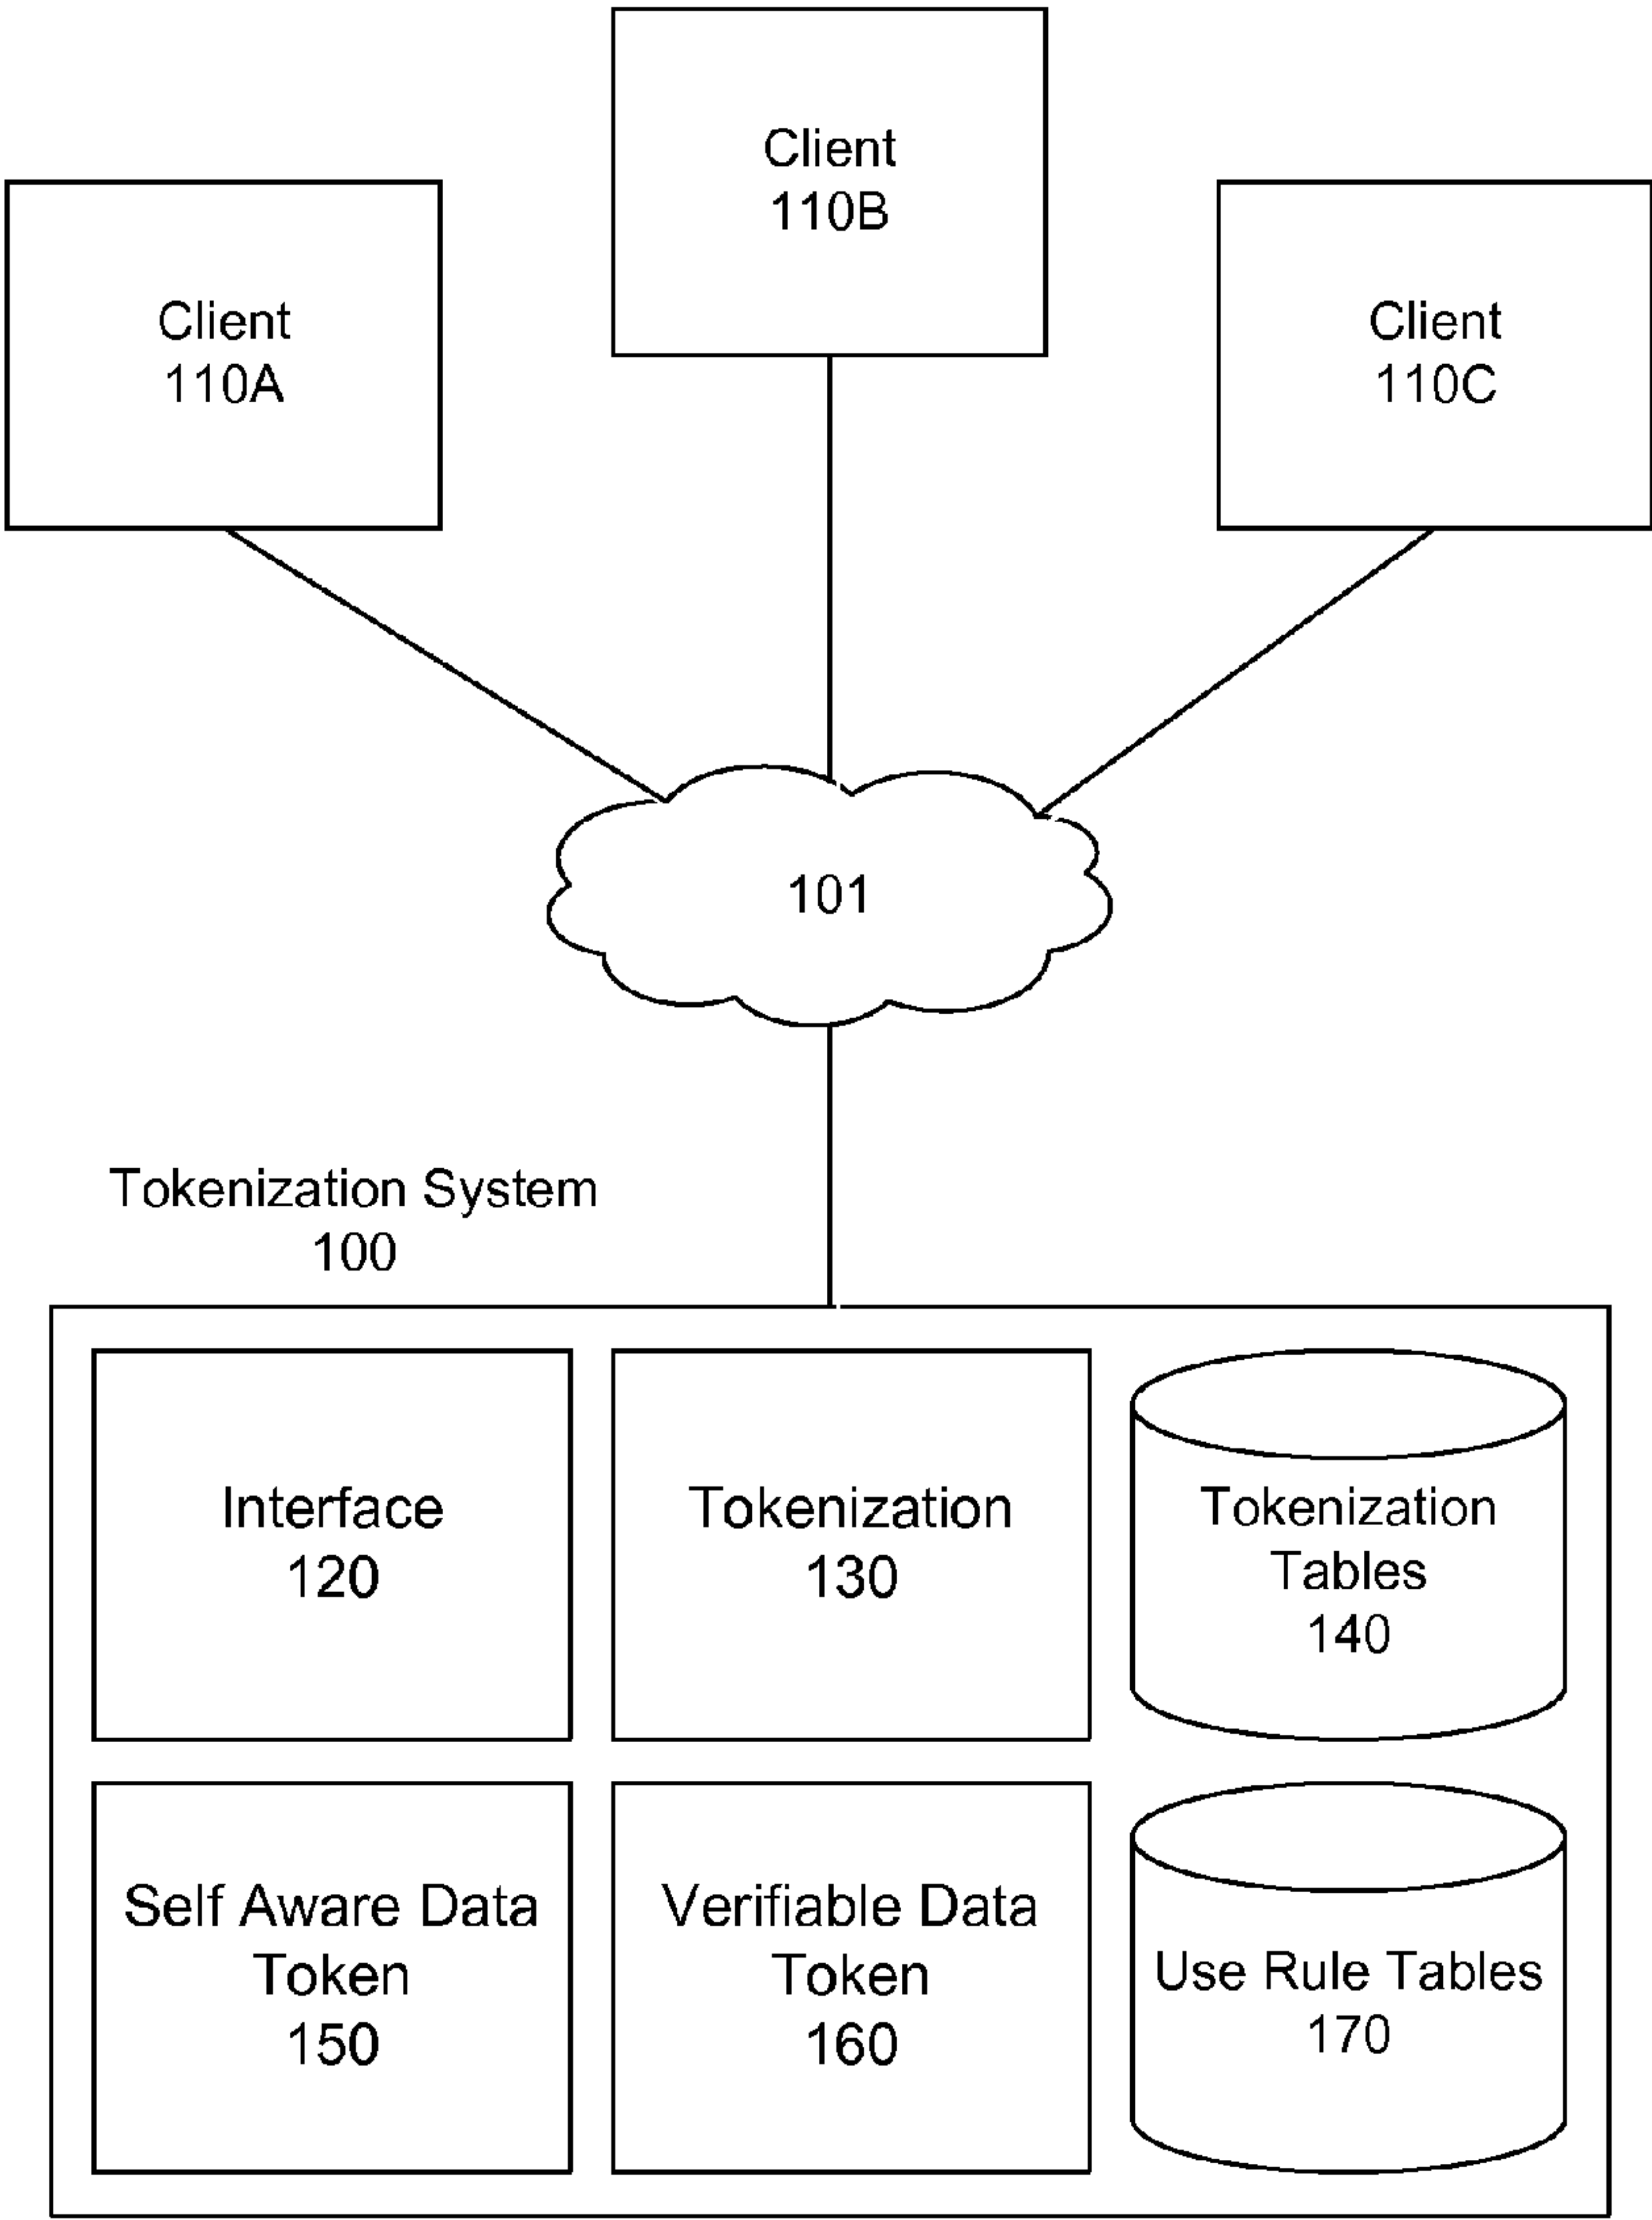 Client
110B
Client
110A
Client
110C
101
Tokenization System
100
Interface
120
Tokenization
130
Tokenization
Tables
140
Self Aware Data
Token
150
Verifiable Data
Token
160
Use Rule Tables
170